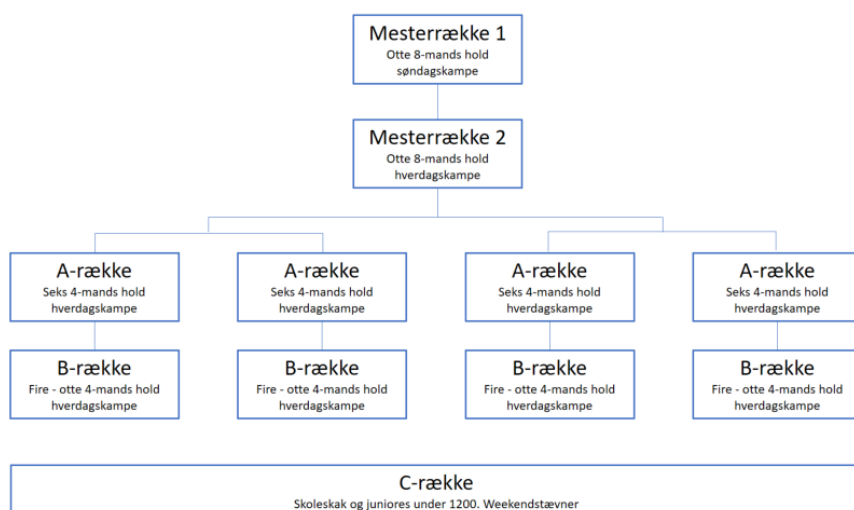 Mesterrække 1
Otte 8-mands hold
søndagskampe
Mesterrække 2
Otte 8-mands hold
hverdagskampe
A-række
Seks 4-mands hold
hverdagskampe
A-række
Seks 4-mands hold
hverdagskampe
A-række
Seks 4-mands hold
hverdagskampe
A-række
Seks 4-mands hold
hverdagskampe
B-række
Fire - otte 4-mands hold
hverdagskampe
B-række
Fire - otte 4-mands hold
hverdagskampe
B-række
Fire - otte 4-mands hold
hverdagskampe
B-række
Fire - otte 4-mands hold
hverdagskampe
C-række
Skoleskak og juniores under 1200. Weekendstævner